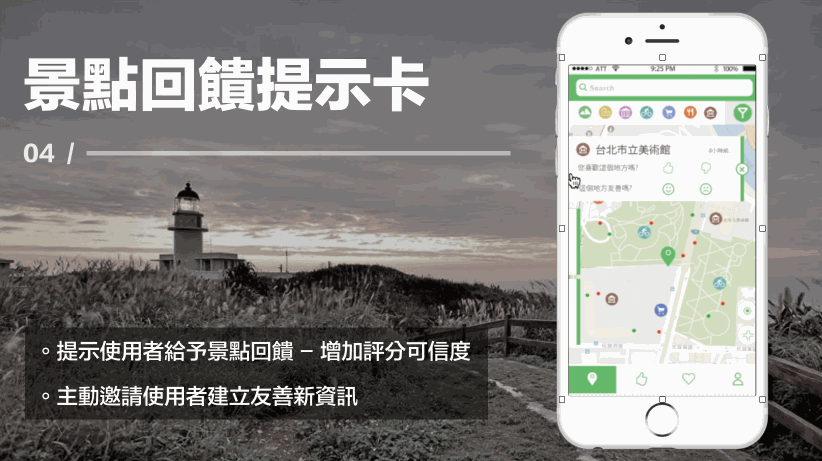 景點回饋提示卡
04 /
。提示使用者給予景點回饋 – 增加評分可信度
。主動邀請使用者建立友善新資訊
ATT 9:25 PM 100%
Search
台北市立美術館
些喜歡這個地方嗎?
這個地方友善嗎?